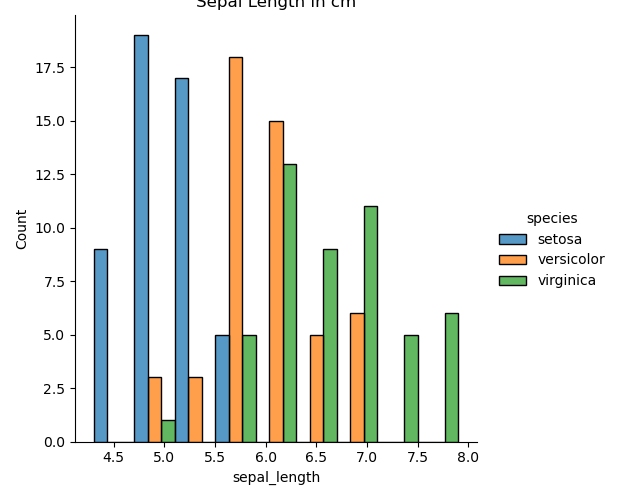 Sepal Length in cm
17.5
15.0
12.5
10.0
7.5
5.0
2.5
0.0
Count
4.5 5.0 5.5 6.0 6.5 7.0 7.5 8.0
sepal_length
species
setosa
versicolor
virginica